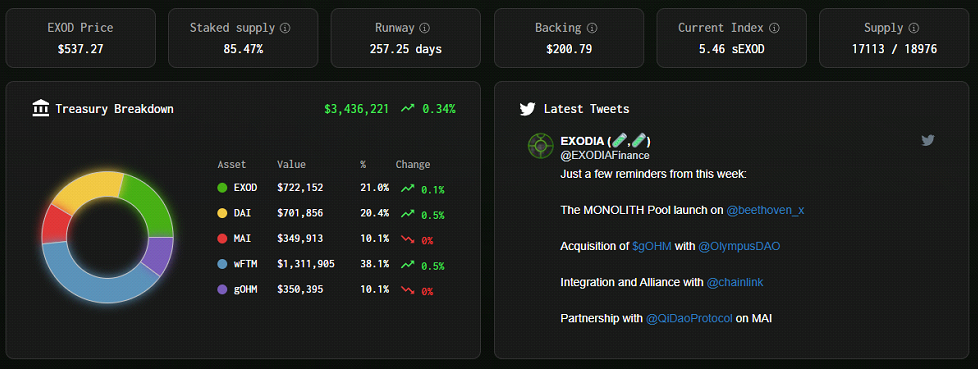 EXOD Price
$537.27
Staked supply
85.47%
Runway
257.25 days
Backing
$200.79
Current Index
5.46 sEXOD
Supply
17113 / 18976
Treasury Breakdown
$3,436,221 0.34%
Asset Value % Change
EXOD $722,152 21.0% 0.1%
DAI $701,856 20.4% 0.5%
MAI $349,913 10.1% 0%
wFTM $1,311,905 38.1% 0.5%
gOHM $350,395 10.1% 0%
Latest Tweets
EXODIA (🧪,🧪)
@EXODIAFinance
Just a few reminders from this week:
The MONOLITH Pool launch on @beethoven_x
Acquisition of $gOHM with @OlympusDAO
Integration and Alliance with @chainlink
Partnership with @QiDaoProtocol on MAI